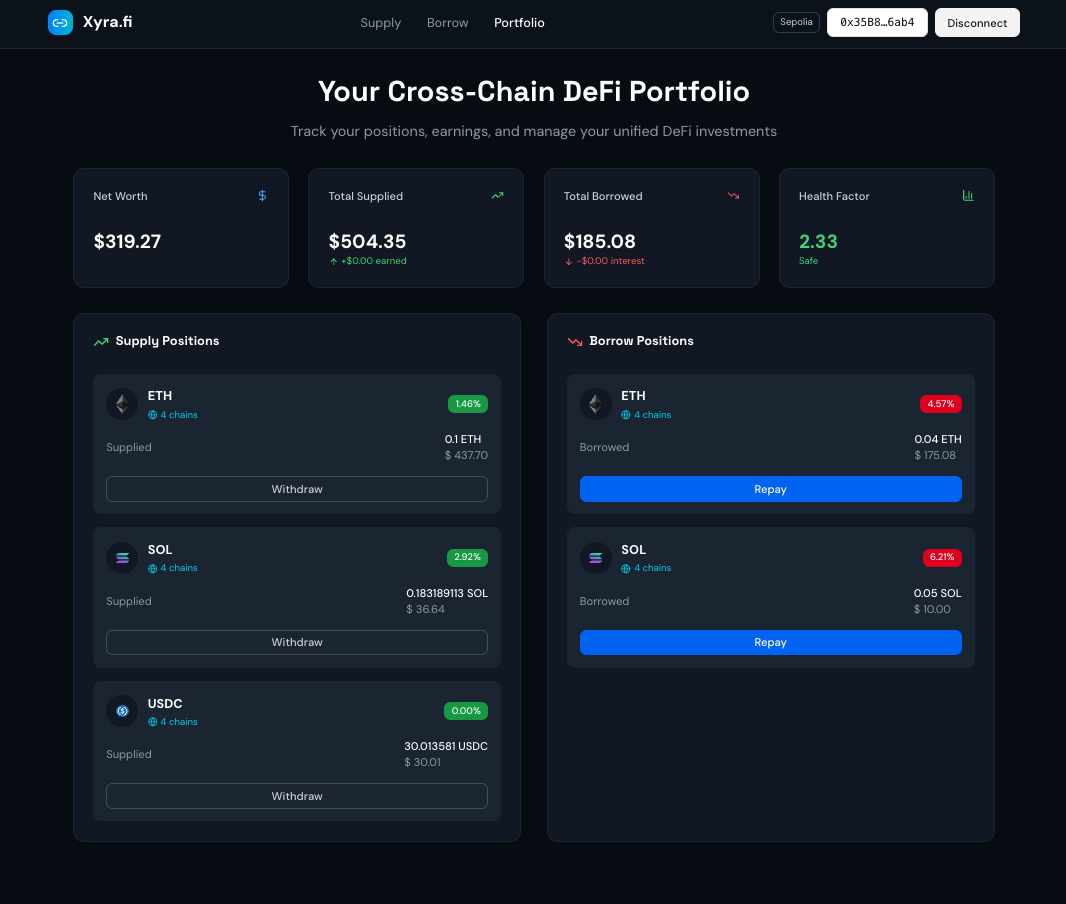 Xyra.fi
Supply
Borrow
Portfolio
Sepolia
0x35B8…6ab4
Disconnect
Your Cross-Chain DeFi Portfolio
Track your positions, earnings, and manage your unified DeFi investments
Net Worth
$319.27
Total Supplied
$504.35
↑ +$0.00 earned
Total Borrowed
$185.08
↓ -$0.00 interest
Health Factor
2.33
Safe
Supply Positions
ETH
4 chains
1.46%
Supplied
0.1 ETH
$ 437.70
Withdraw
SOL
4 chains
2.92%
Supplied
0.183189113 SOL
$ 36.64
Withdraw
USDC
4 chains
0.00%
Supplied
30.013581 USDC
$ 30.01
Withdraw
Borrow Positions
ETH
4 chains
4.57%
Borrowed
0.04 ETH
$ 175.08
Repay
SOL
4 chains
6.21%
Borrowed
0.05 SOL
$ 10.00
Repay